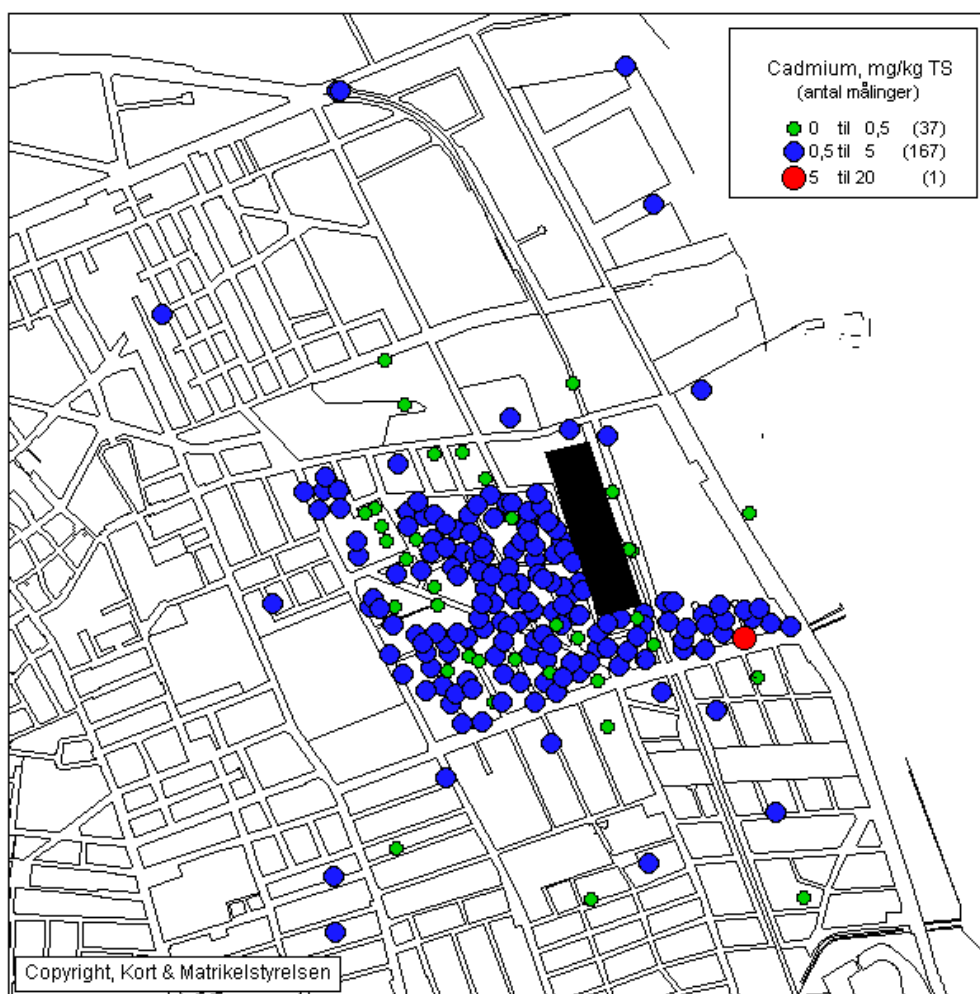 Cadmium, mg/kg TS
(antal målinger)
0 til 0,5 (37)
0,5 til 5 (167)
5 til 20 (1)
Copyright, Kort & Matrikelstyrelsen